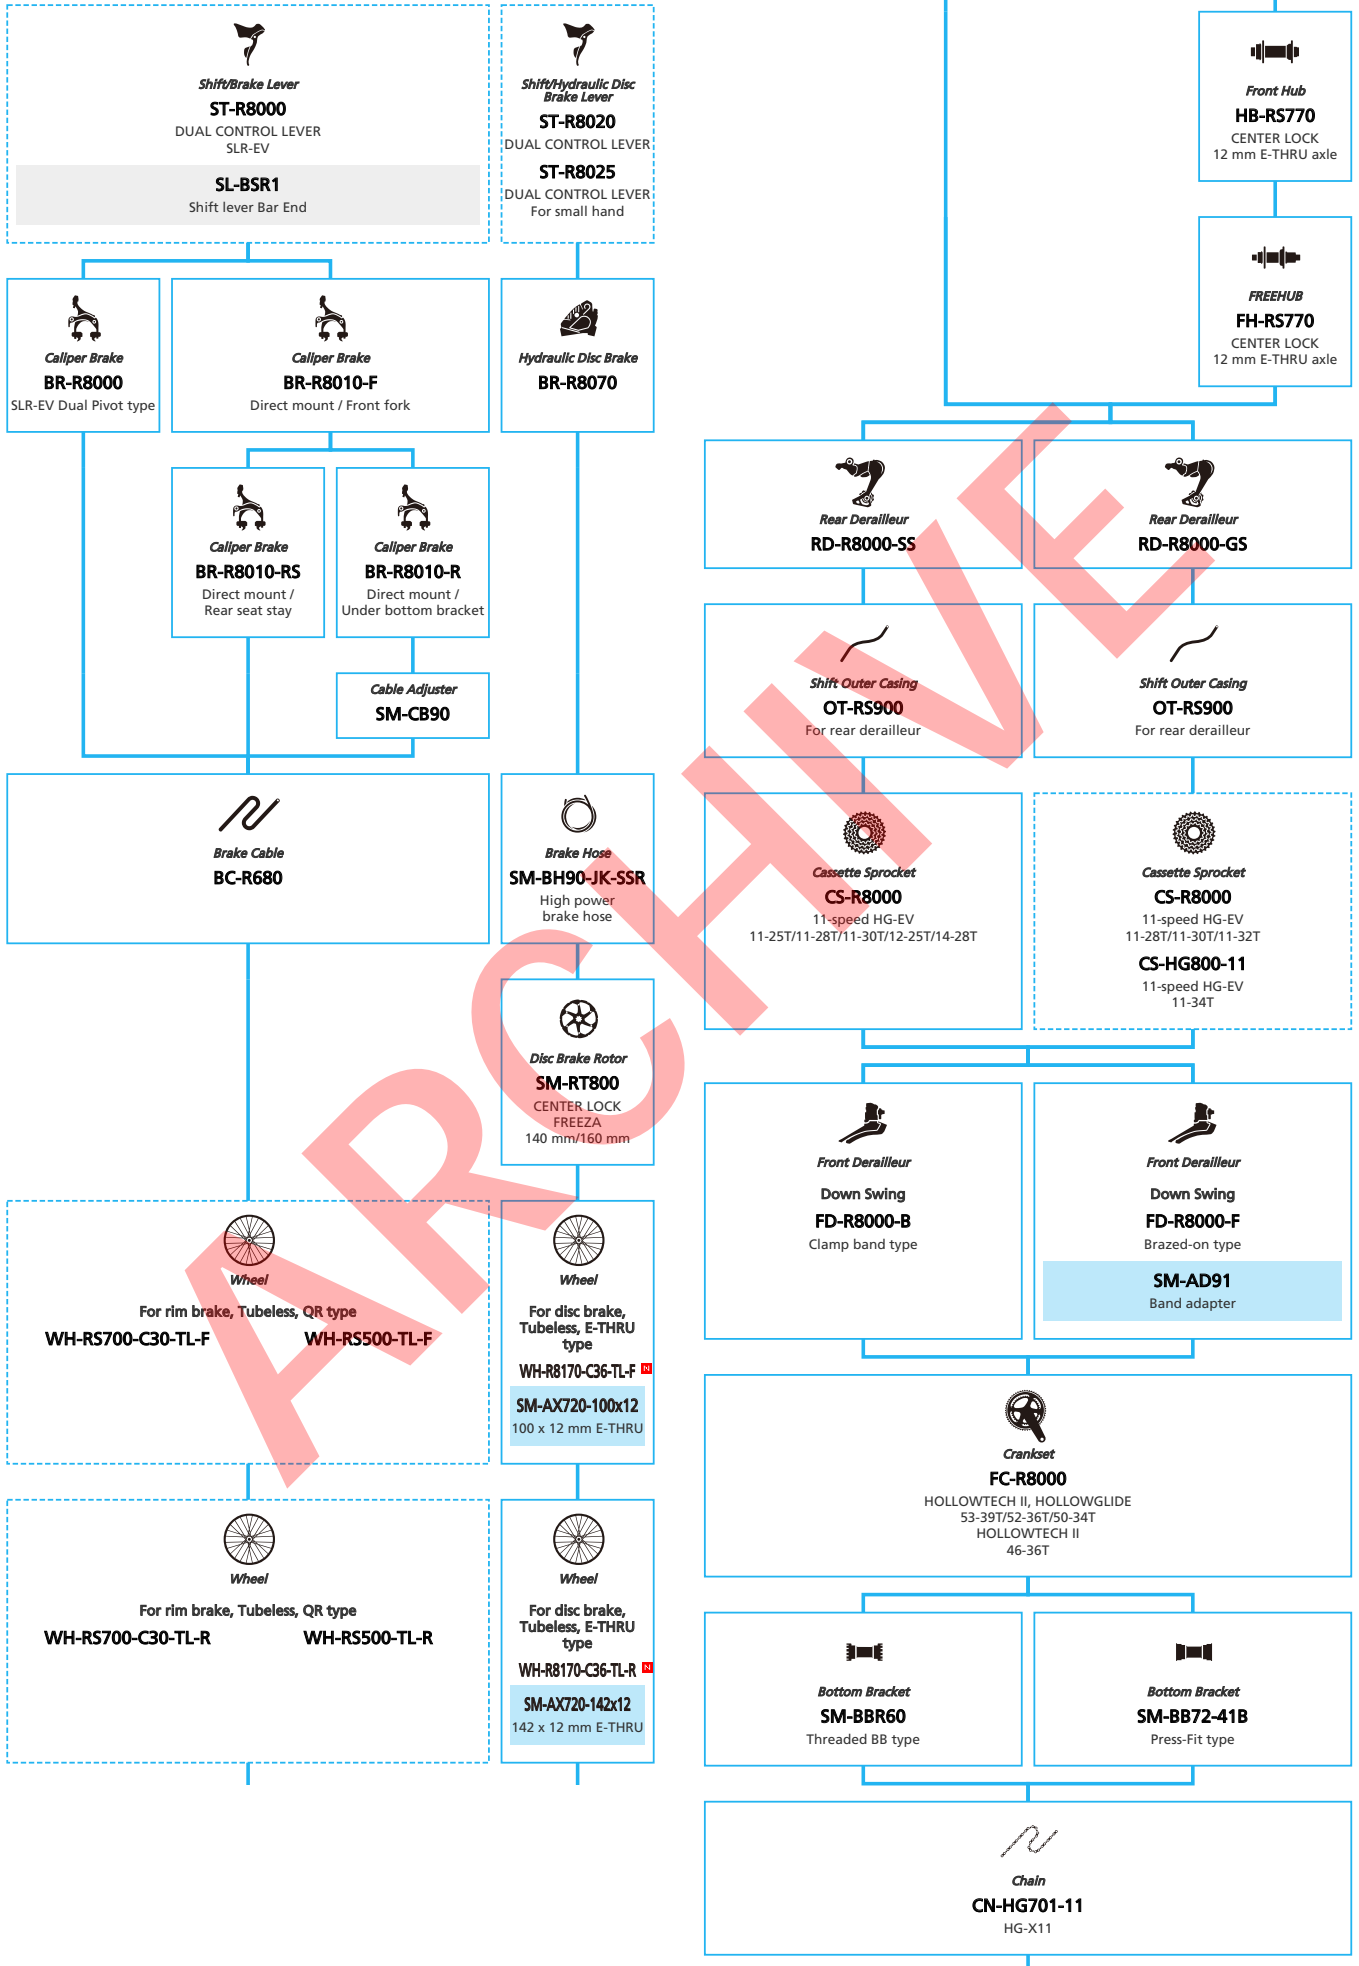 Shift/Brake Lever
ST-R8000
DUAL CONTROL LEVER
SLR-EV
SL-BSR1
Shift lever Bar End
Shift/Hydraulic Disc
Brake Lever
ST-R8020
DUAL CONTROL LEVER
ST-R8025
DUAL CONTROL LEVER
For small hand
Caliper Brake
BR-R8000
SLR-EV Dual Pivot type
Caliper Brake
BR-R8010-F
Direct mount / Front fork
Hydraulic Disc Brake
BR-R8070
Caliper Brake
BR-R8010-RS
Direct mount /
Rear seat stay
Caliper Brake
BR-R8010-R
Direct mount /
Under bottom bracket
Cable Adjuster
SM-CB90
Brake Cable
BC-R680
Brake Hose
SM-BH90-JK-SSR
High power
brake hose
Disc Brake Rotor
SM-RT800
CENTER LOCK
FREEZA
140 mm/160 mm
Wheel
For rim brake, Tubeless, QR type
WH-RS700-C30-TL-F WH-RS500-TL-F
Wheel
For disc brake,
Tubeless, E-THRU
type
WH-R8170-C36-TL-F N
SM-AX720-100x12
100 x 12 mm E-THRU
Wheel
For rim brake, Tubeless, QR type
WH-RS700-C30-TL-R WH-RS500-TL-R
Wheel
For disc brake,
Tubeless, E-THRU
type
WH-R8170-C36-TL-R N
SM-AX720-142x12
142 x 12 mm E-THRU
Front Hub
HB-RS770
CENTER LOCK
12 mm E-THRU axle
FREEHUB
FH-RS770
CENTER LOCK
12 mm E-THRU axle
Rear Derailleur
RD-R8000-SS
Rear Derailleur
RD-R8000-GS
Shift Outer Casing
OT-RS900
For rear derailleur
Shift Outer Casing
OT-RS900
For rear derailleur
Cassette Sprocket
CS-R8000
11-speed HG-EV
11-25T/11-28T/11-30T/12-25T/14-28T
Cassette Sprocket
CS-R8000
11-speed HG-EV
11-28T/11-30T/11-32T
CS-HG800-11
11-speed HG-EV
11-34T
Front Derailleur
Down Swing
FD-R8000-B
Clamp band type
Front Derailleur
Down Swing
FD-R8000-F
Brazed-on type
SM-AD91
Band adapter
Crankset
FC-R8000
HOLLOWTECH II, HOLLOWGLIDE
53-39T/52-36T/50-34T
HOLLOWTECH II
46-36T
Bottom Bracket
SM-BBR60
Threaded BB type
Bottom Bracket
SM-BB72-41B
Press-Fit type
Chain
CN-HG701-11
HG-X11
ARCHIVE